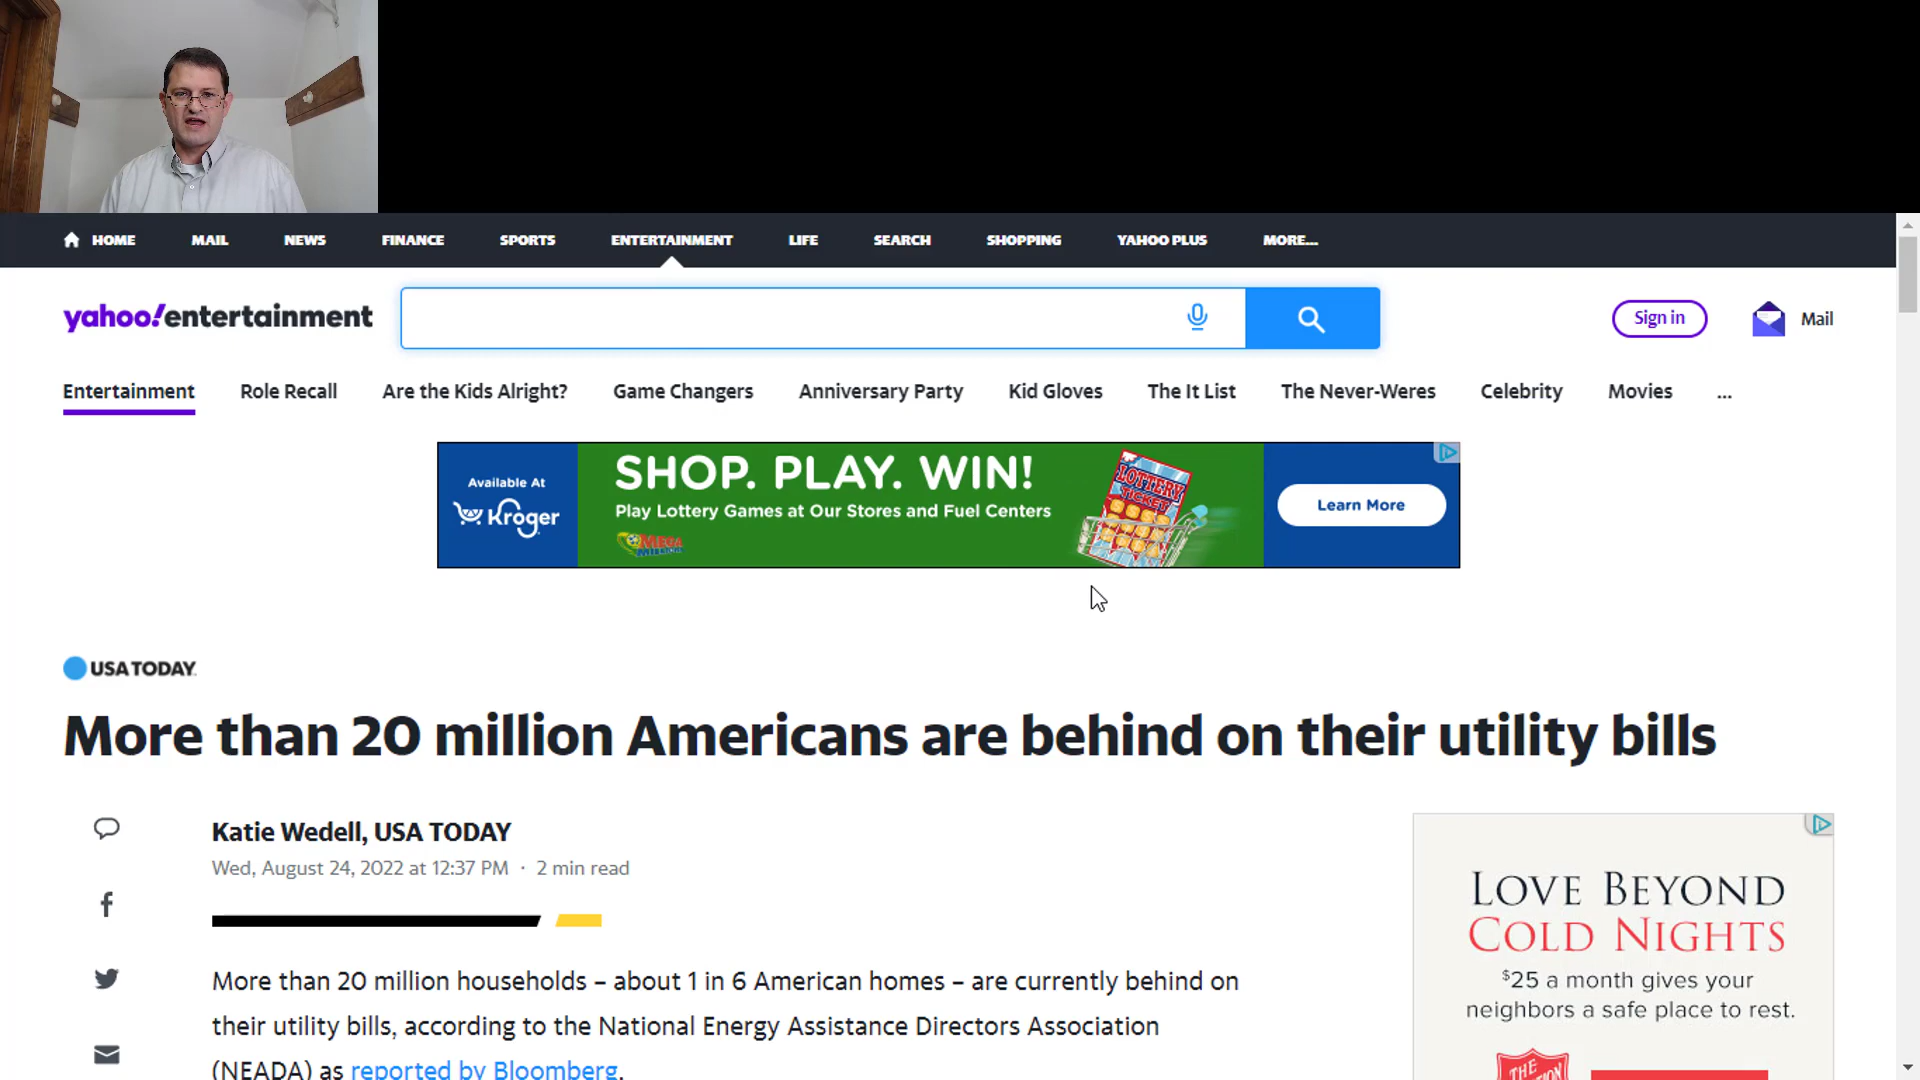 HOME MAIL NEWS FINANCE SPORTS ENTERTAINMENT LIFE SEARCH SHOPPING YAHOO PLUS MORE...
yahoo!entertainment
Sign in
Mail
Entertainment Role Recall Are the Kids Alright? Game Changers Anniversary Party Kid Gloves The It List The Never-Weres Celebrity Movies ...
Available At
Kroger
SHOP. PLAY. WIN!
Play Lottery Games at Our Stores and Fuel Centers
MEGA
MILLIONS
LOTTERY
TICKET
Learn More
USA TODAY
More than 20 million Americans are behind on their utility bills
Katie Wedell, USA TODAY
Wed, August 24, 2022 at 12:37 PM · 2 min read
More than 20 million households – about 1 in 6 American homes – are currently behind on
their utility bills, according to the National Energy Assistance Directors Association
(NEADA) as reported by Bloomberg.
LOVE BEYOND
COLD NIGHTS
$25 a month gives your
neighbors a safe place to rest.
THE